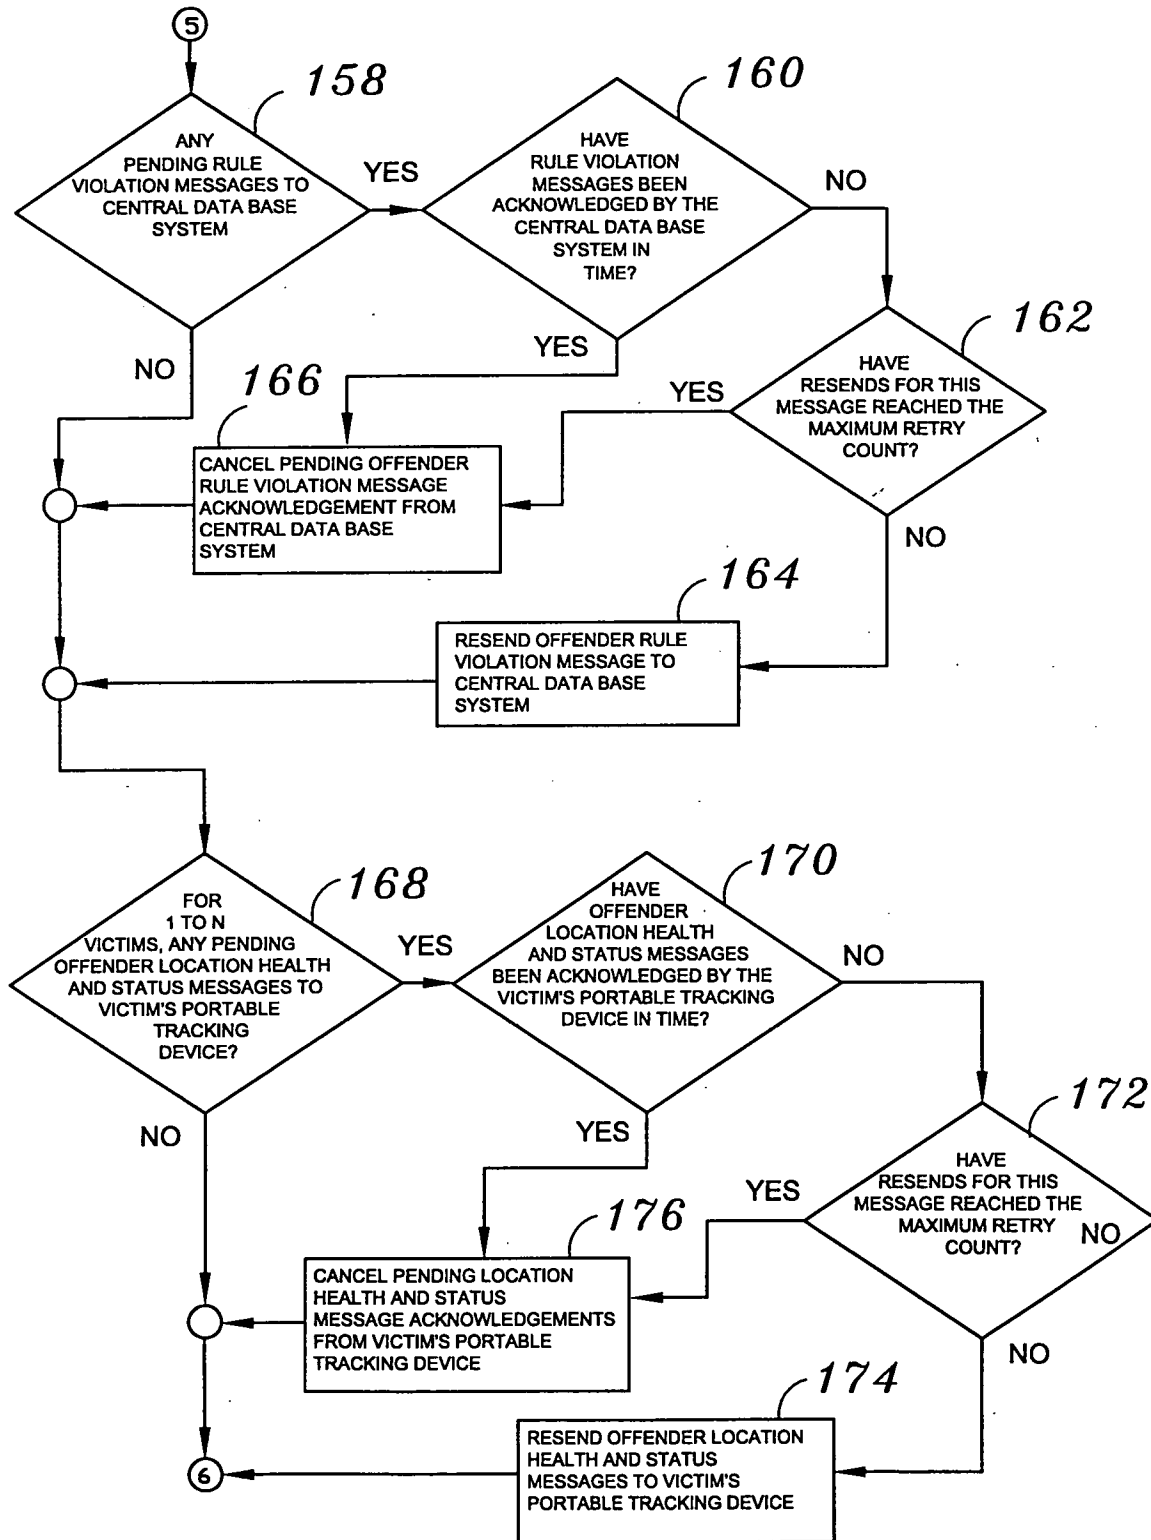 5
158
ANY
PENDING RULE
VIOLATION MESSAGES TO
CENTRAL DATA BASE
SYSTEM
YES
160
HAVE
RULE VIOLATION
MESSAGES BEEN
ACKNOWLEDGED BY THE
CENTRAL DATA BASE
SYSTEM IN
TIME?
NO
NO
YES
162
HAVE
RESENDS FOR THIS
MESSAGE REACHED THE
MAXIMUM RETRY
COUNT?
YES
NO
166
CANCEL PENDING OFFENDER
RULE VIOLATION MESSAGE
ACKNOWLEDGEMENT FROM
CENTRAL DATA BASE
SYSTEM
164
RESEND OFFENDER RULE
VIOLATION MESSAGE TO
CENTRAL DATA BASE
SYSTEM
168
FOR
1 TO N
VICTIMS, ANY PENDING
OFFENDER LOCATION HEALTH
AND STATUS MESSAGES TO
VICTIM'S PORTABLE
TRACKING
DEVICE?
YES
170
HAVE
OFFENDER
LOCATION HEALTH
AND STATUS MESSAGES
BEEN ACKNOWLEDGED BY THE
VICTIM'S PORTABLE TRACKING
DEVICE IN TIME?
NO
NO
YES
172
HAVE
RESENDS FOR THIS
MESSAGE REACHED THE
MAXIMUM RETRY
COUNT?
NO
YES
NO
176
CANCEL PENDING LOCATION
HEALTH AND STATUS
MESSAGE ACKNOWLEDGEMENTS
FROM VICTIM'S PORTABLE
TRACKING DEVICE
174
RESEND OFFENDER LOCATION
HEALTH AND STATUS
MESSAGES TO VICTIM'S
PORTABLE TRACKING DEVICE
6